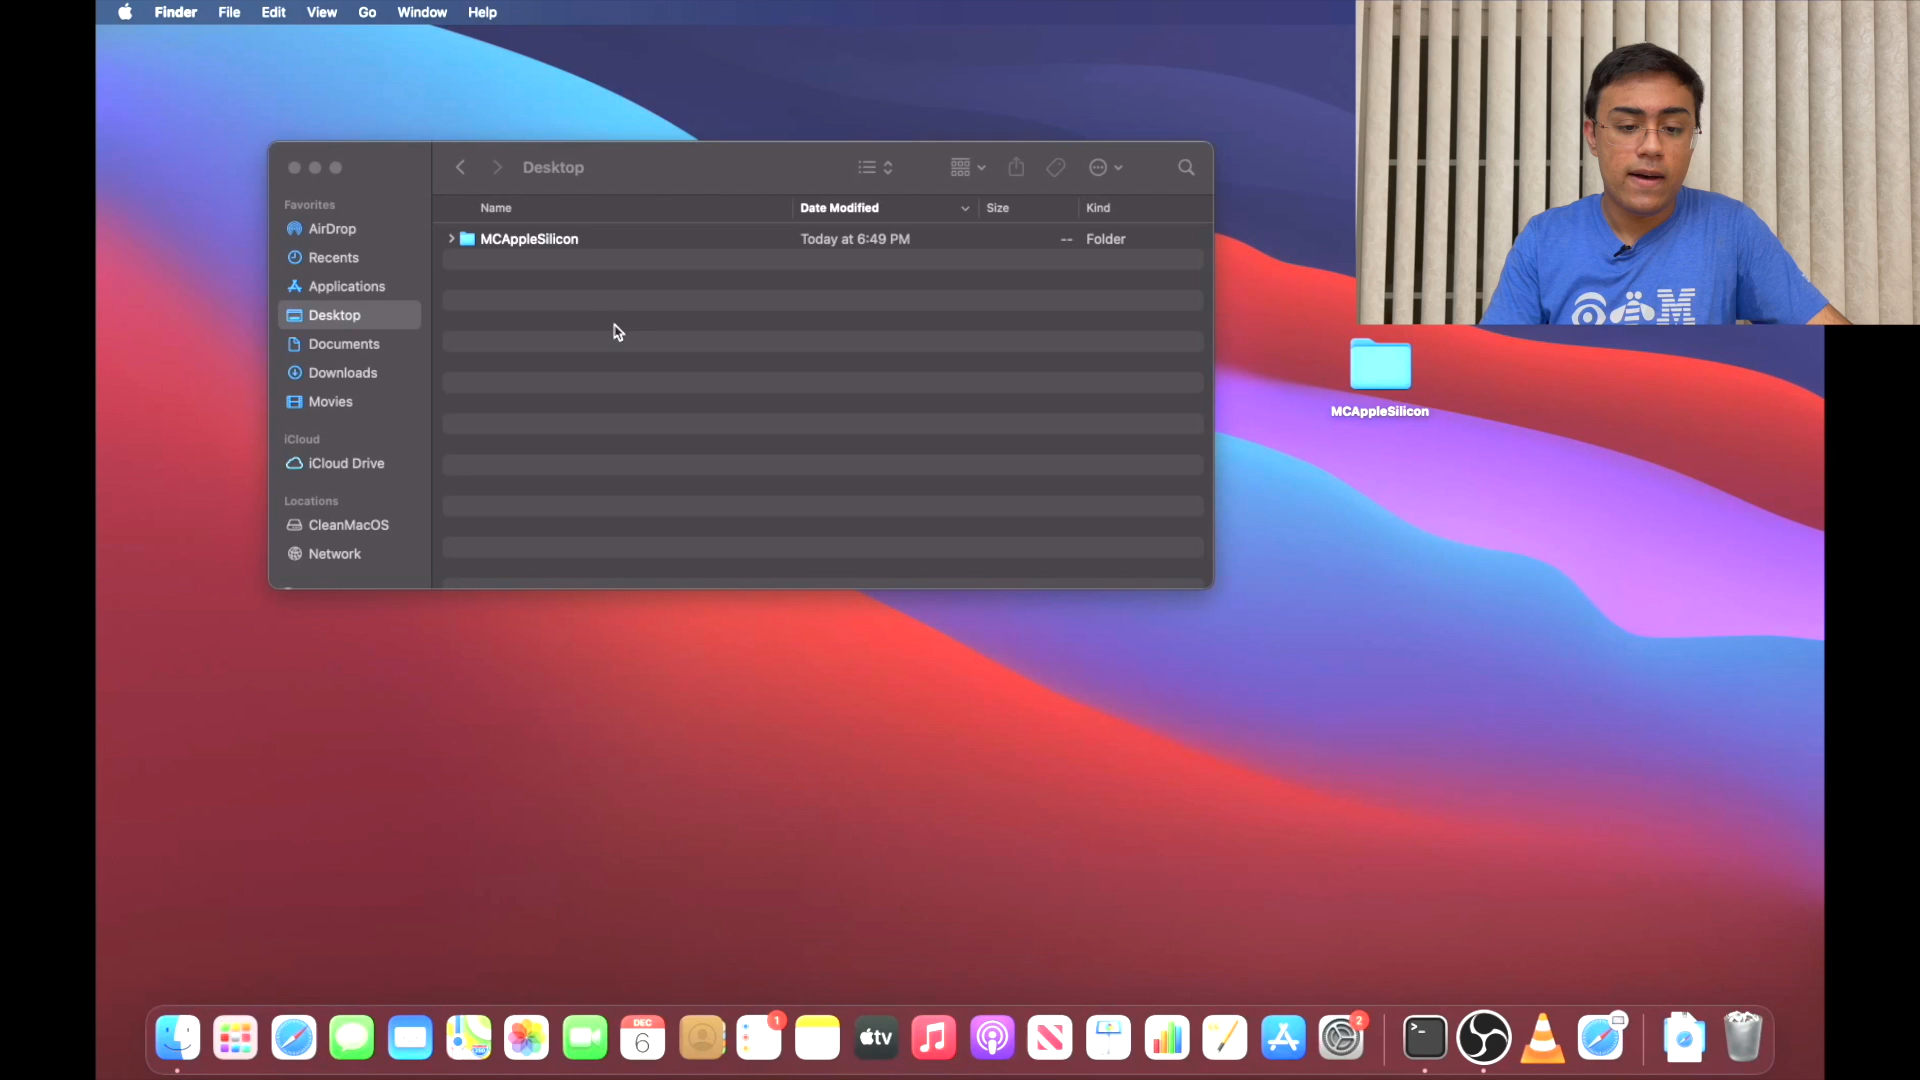 Finder File Edit View Go Window Help
Desktop
Favorites
AirDrop
Recents
Applications
Desktop
Documents
Downloads
Movies
iCloud
iCloud Drive
Locations
CleanMacOS
Network
Name Date Modified Size Kind
MCAppleSilicon Today at 6:49 PM -- Folder
MCAppleSilicon
M
DEC
6
1
tv
2
>_